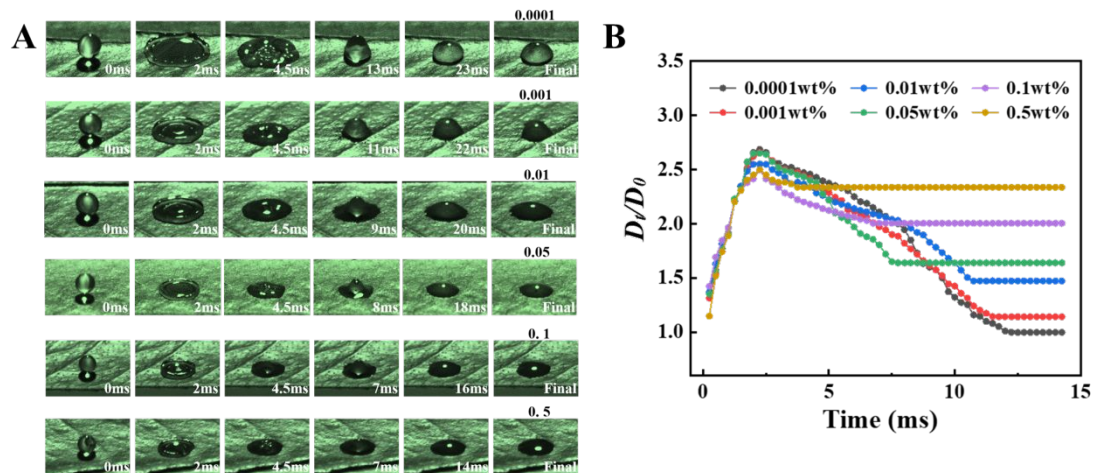 A
0.0001
0ms 2ms 4.5ms 13ms 23ms Final
0.001
0ms 2ms 4.5ms 11ms 22ms Final
0.01
0ms 2ms 4.5ms 9ms 20ms Final
0.05
0ms 2ms 4.5ms 8ms 18ms Final
0. 1
0ms 2ms 4.5ms 7ms 16ms Final
0. 5
0ms 2ms 4.5ms 7ms 14ms Final
B
3.5
3.0
2.5
2.0
1.5
1.0
Dt/D0
0.0001wt% 0.01wt% 0.1wt%
0.001wt% 0.05wt% 0.5wt%
0 5 10 15
Time (ms)